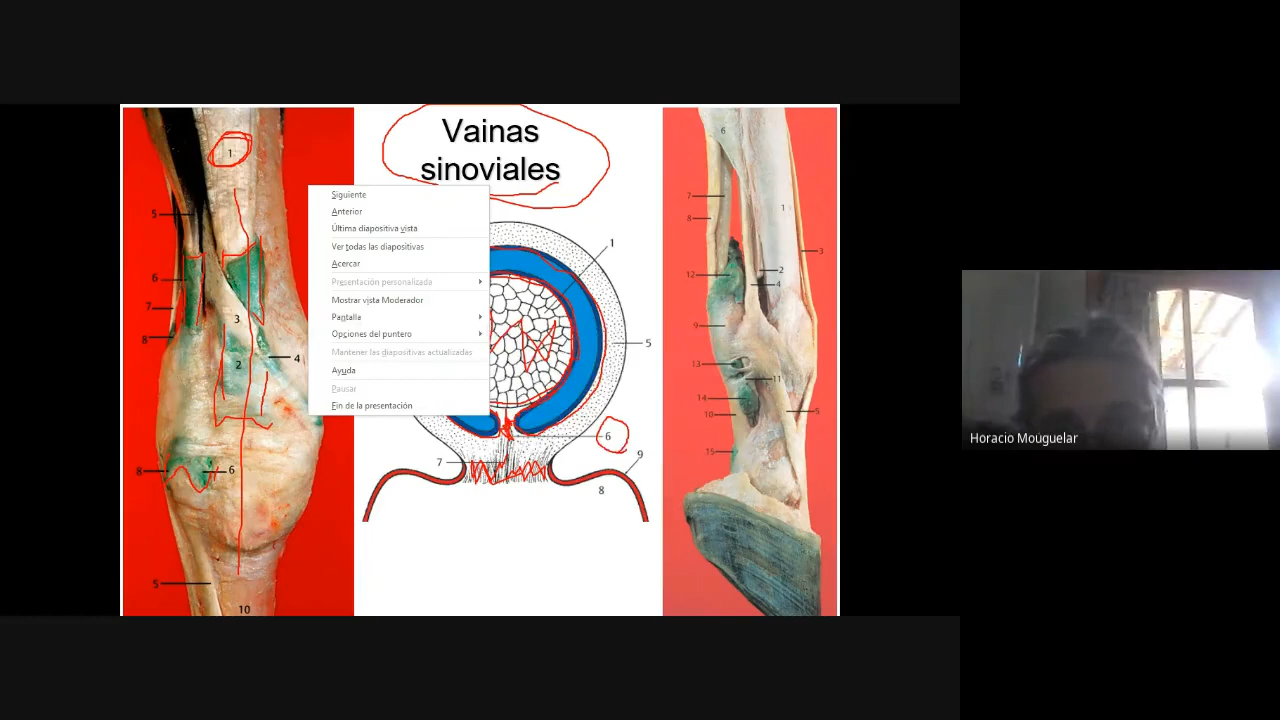 Vainas
sinoviales
1
5
6
7
8
3
2
4
8
6
5
10
Siguiente
Anterior
Última diapositiva vista
Ver todas las diapositivas
Acercar
Presentación personalizada
Mostrar vista Moderador
Pantalla
Opciones del puntero
Mantener las diapositivas actualizadas
Ayuda
Pausar
Fin de la presentación
1
5
6
7
9
8
6
7
8
1
3
12
2
4
9
13
11
14
10
5
15
Horacio Mouguelar